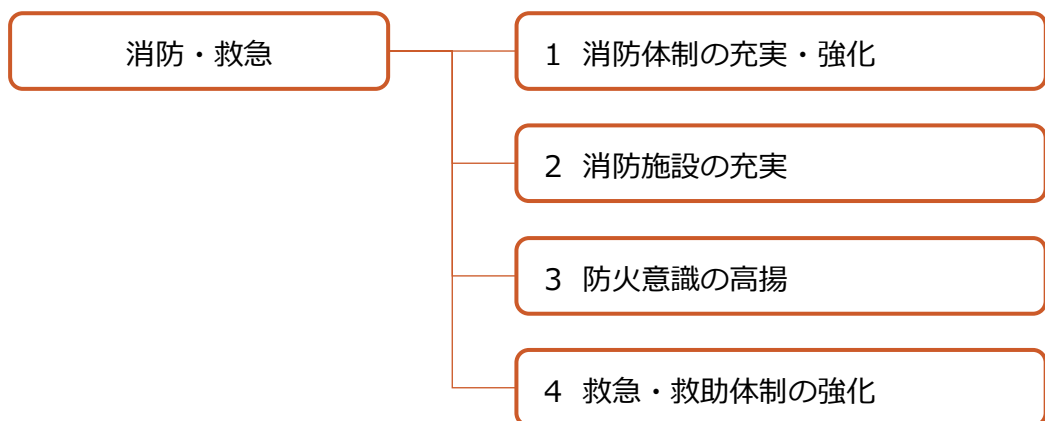 消防・救急
1 消防体制の充実・強化
2 消防施設の充実
3 防火意識の高揚
4 救急・救助体制の強化